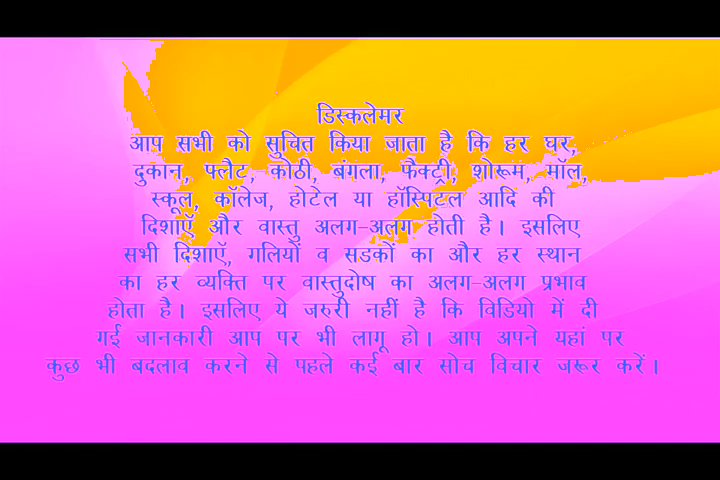 डिस्कलेमर
आप सभी को सुचित किया जाता है कि हर घर,
दुकान, फ्लैट, कोठी, बंगला, फैक्ट्री, शोरूम, मॉल,
स्कूल, कॉलेज, होटेल या हॉस्पिटल आदि की
दिशाएँ और वास्तु अलग-अलग होती है। इसलिए
सभी दिशाएँ, गलियों व सडकों का और हर स्थान
का हर व्यक्ति पर वास्तुदोष का अलग-अलग प्रभाव
होता है। इसलिए ये जरुरी नहीं है कि विडियो में दी
गई जानकारी आप पर भी लागू हो। आप अपने यहां पर
कुछ भी बदलाव करने से पहले कई बार सोच विचार जरूर करें।